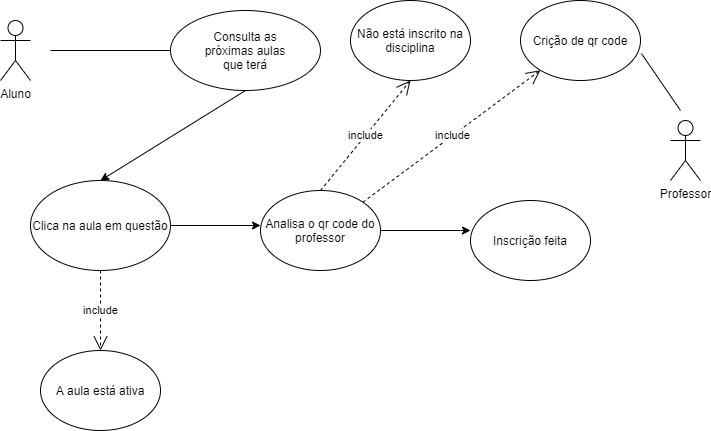 Consulta as
próximas aulas
que terá
Não está inscrito na
disciplina
Crição de qr code
Aluno
include
include
Professor
Clica na aula em questão
Analisa o qr code do
professor
Inscrição feita
include
A aula está ativa